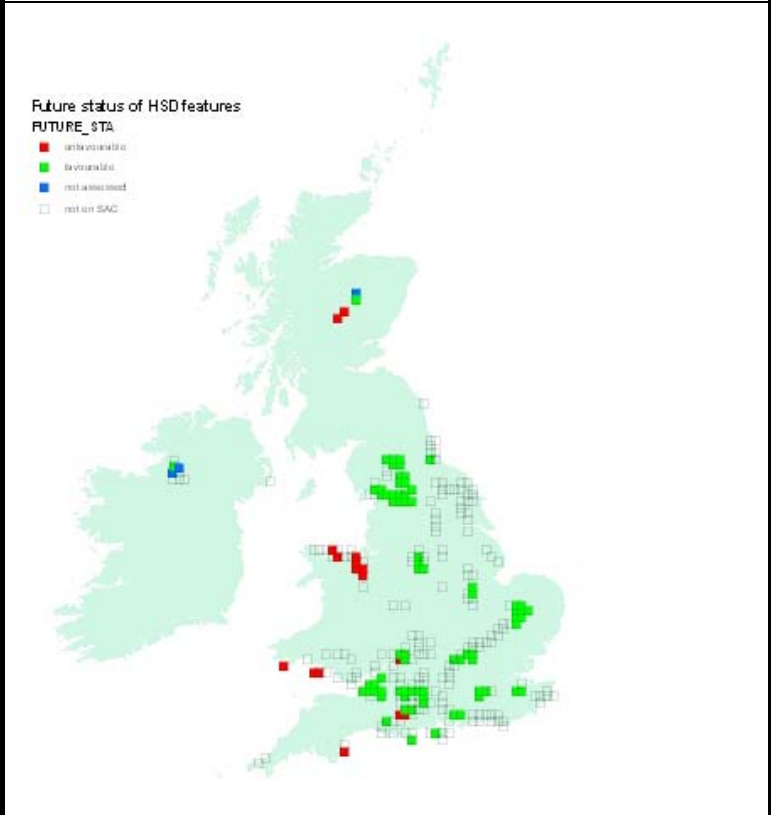 Future status of HSD features
FUTURE_STA
unfavourable
favourable
not assessed
not on SAC